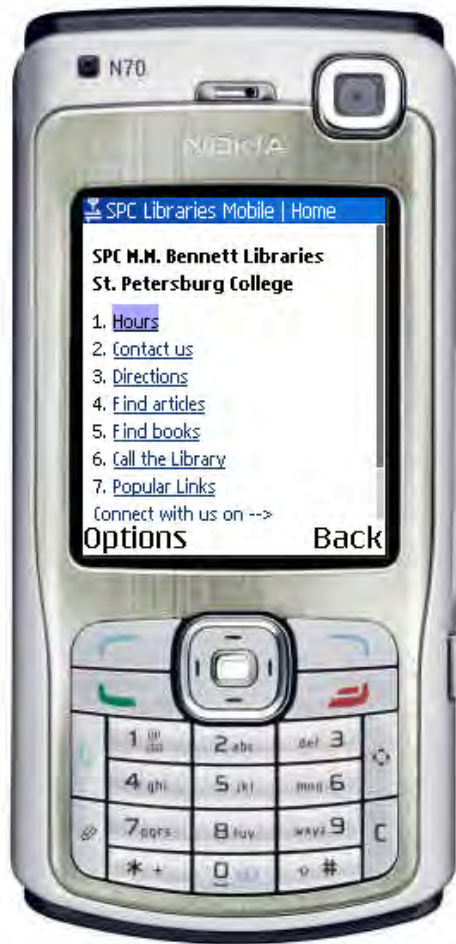 N70
NOKIA
SPC Libraries Mobile | Home
SPC M.M. Bennett Libraries
St. Petersburg College
1. Hours
2. Contact us
3. Directions
4. Find articles
5. Find books
6. Call the Library
7. Popular Links
Connect with us on -->
Options Back
1 2 abc def 3
4 ghi 5 jkl mno 6
7 pqrs 8 tuv wxyz 9 C
* + 0 #